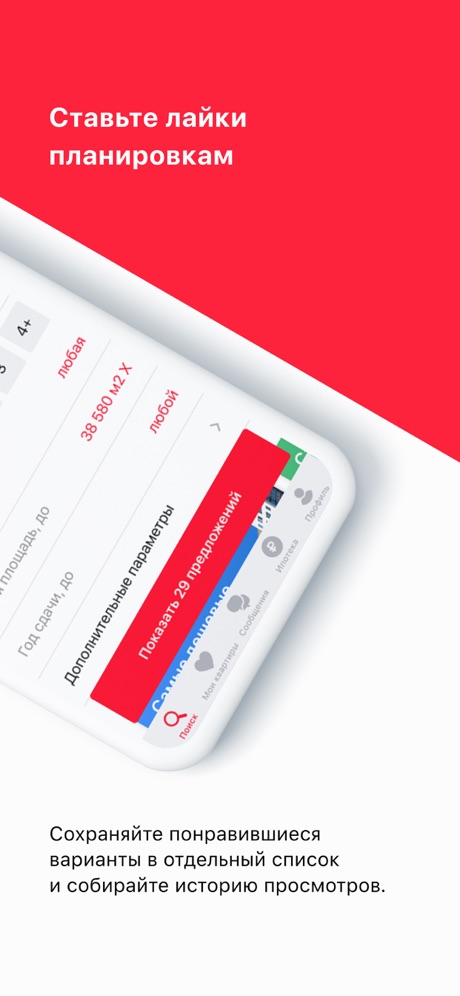 Ставьте лайки
планировкам
3
4+
любая
площадь, до
38 580 м2 X
Год сдачи, до
любой
Дополнительные параметры
Показать 29 предложений
Самые дешовые
Поиск
Мои квартиры
Сообщения
Ипотека
Профиль
Сохраняйте понравившиеся
варианты в отдельный список
и собирайте историю просмотров.